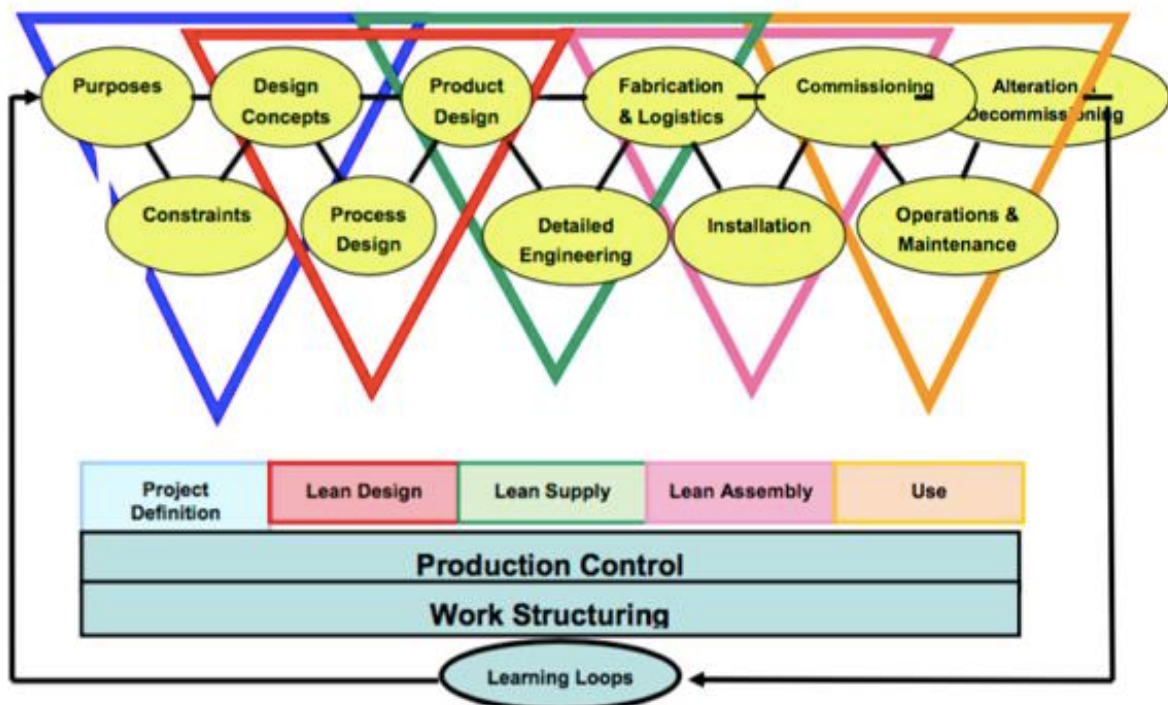 Purposes
Design
Concepts
Product
Design
Fabrication
& Logistics
Commissioning
Alteration
Decommissioning
Constraints
Process
Design
Detailed
Engineering
Installation
Operations &
Maintenance
Project
Definition
Lean Design
Lean Supply
Lean Assembly
Use
Production Control
Work Structuring
Learning Loops